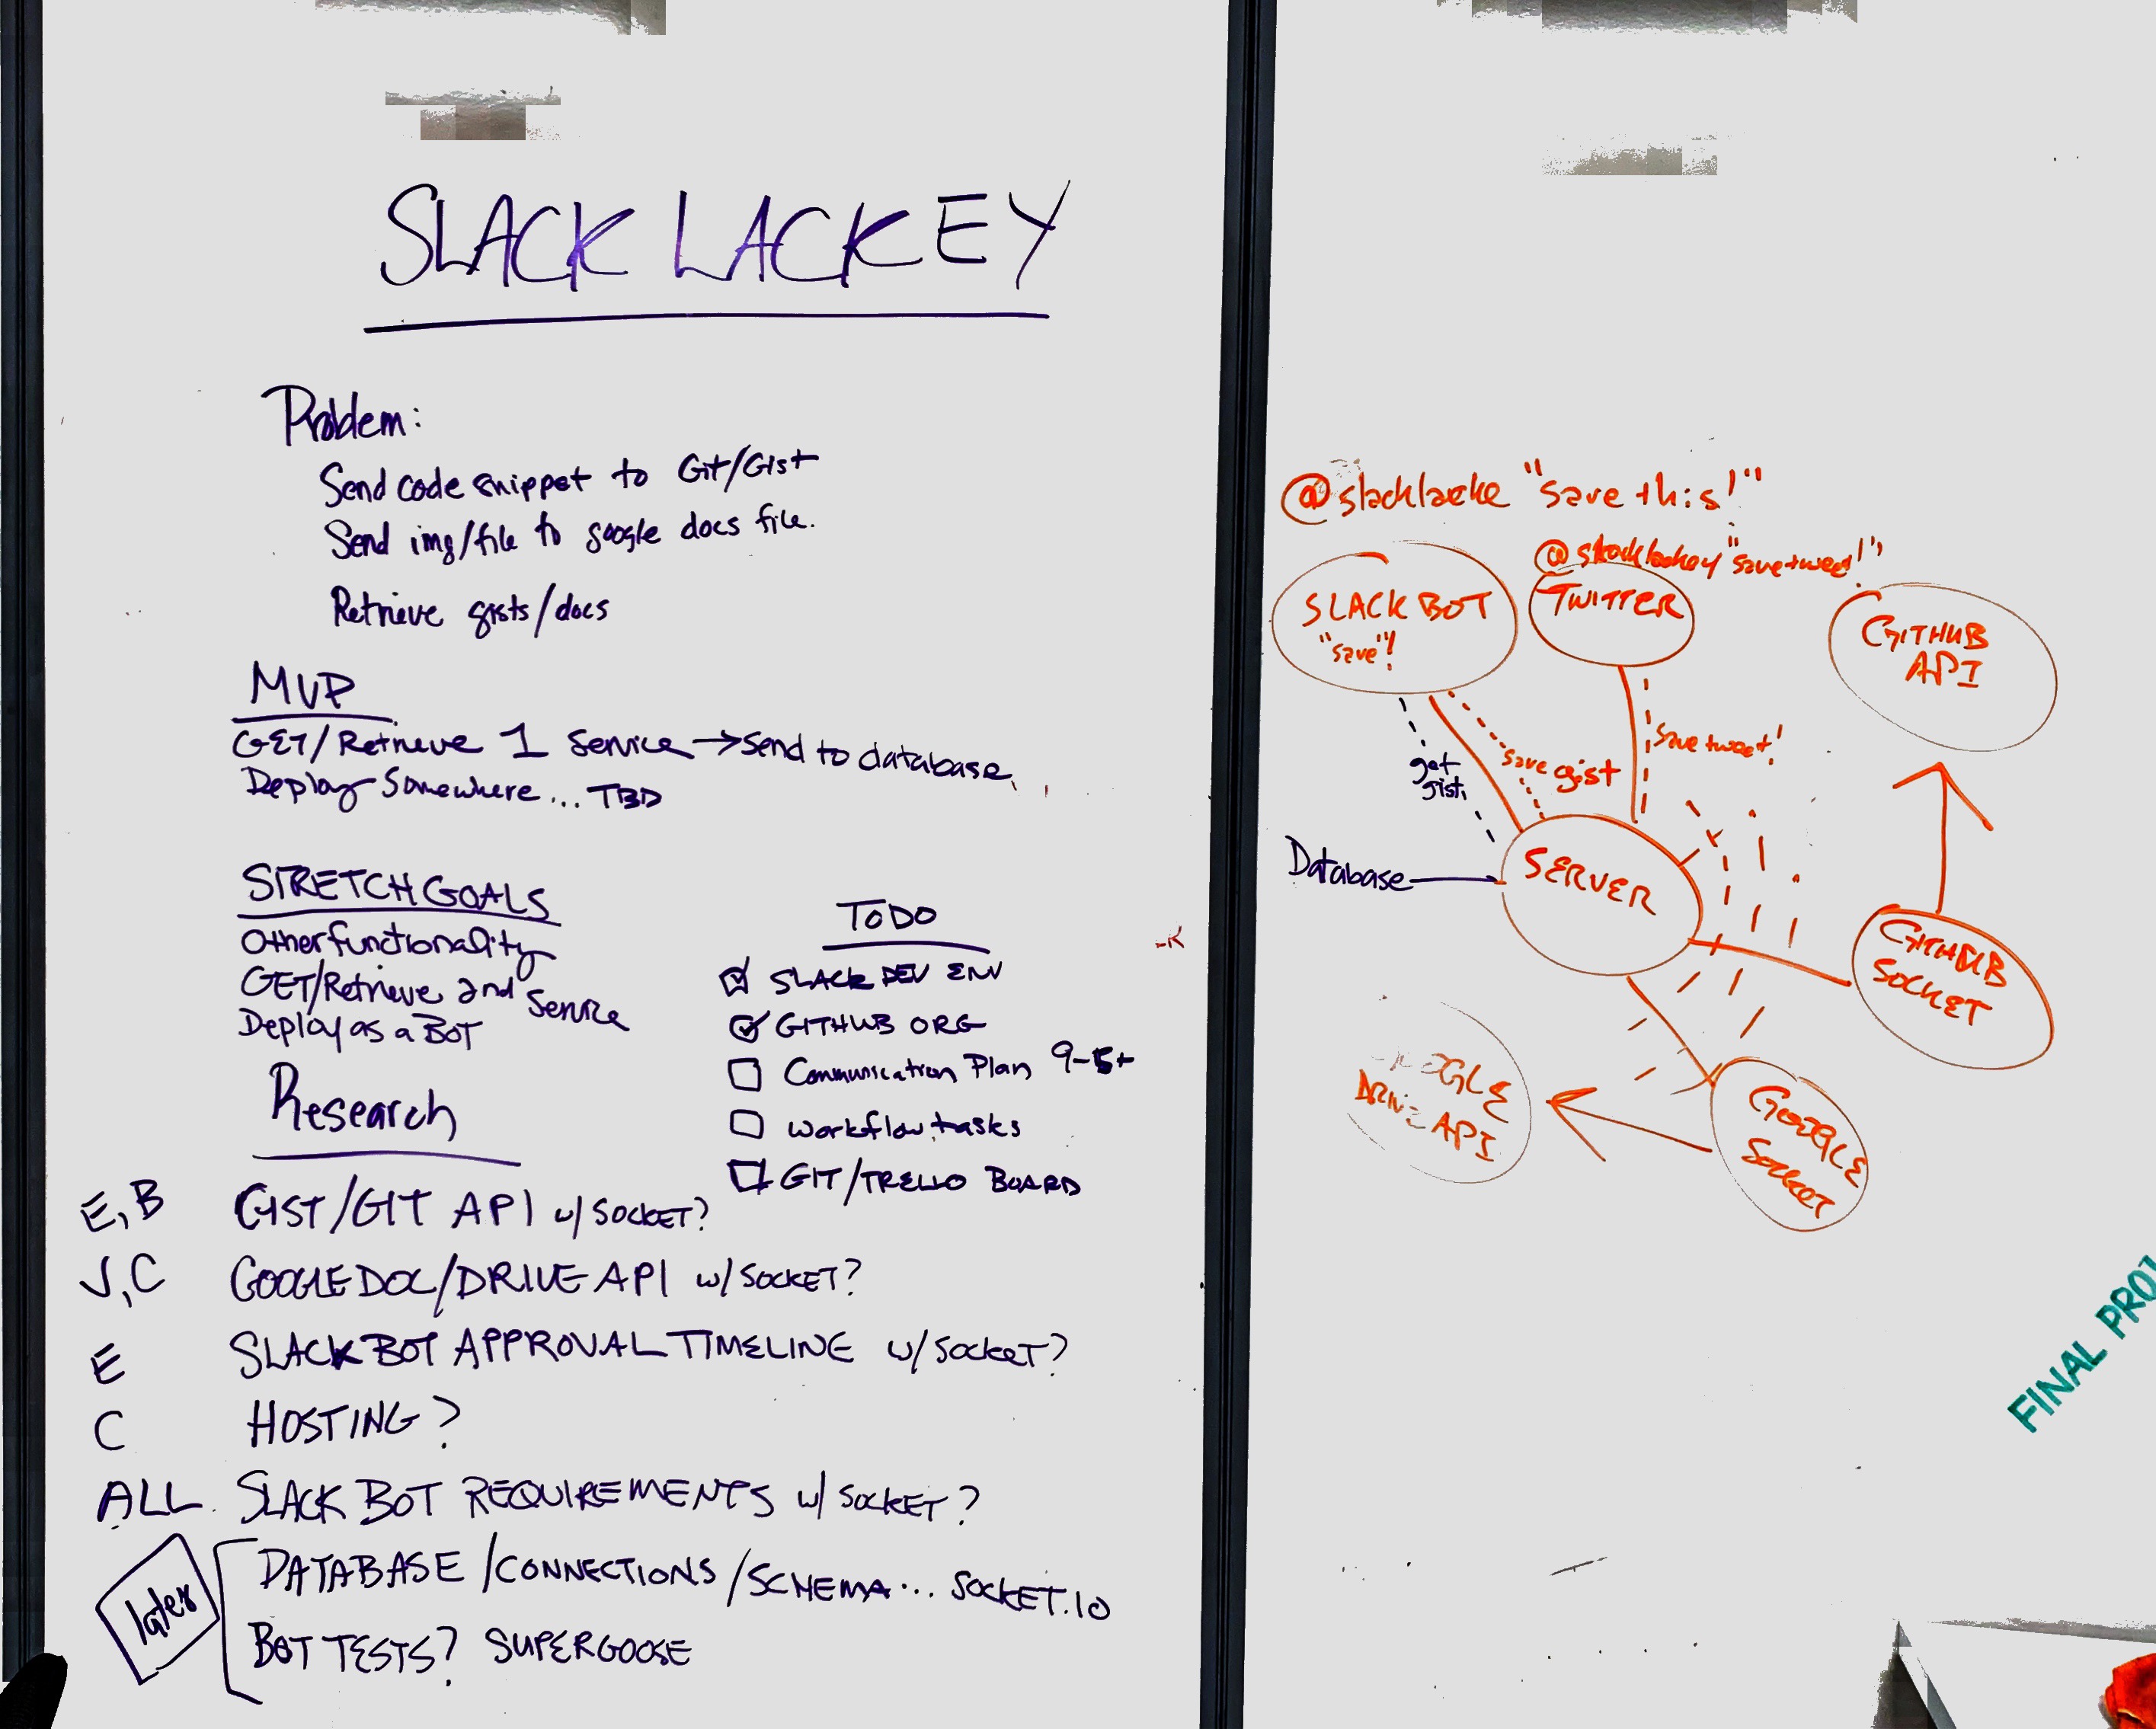 SLACK LACKEY
Problem:
Send code snippet to Git/Gist
Send img/file to google docs file.
Retrieve gists/docs
MVP
GET/Retrieve 1 Service → Send to database
Deploy Somewhere... TBD
STRETCH GOALS
Other functionality
GET/Retrieve 2nd Service
Deploy as a BOT
TODO
SLACK DEV ENV
GITHUB ORG
Communication Plan 9-5+
Workflow tasks
GIT/TRELLO BOARD
-K
Research
E, B GIST/GIT API w/ SOCKET?
J, C GOOGLE DOC/DRIVE API w/ SOCKET?
E SLACK BOT APPROVAL TIMELINE w/ SOCKET?
C HOSTING?
ALL SLACK BOT REQUIREMENTS w/ SOCKET?
later
DATABASE /CONNECTIONS /SCHEMA... SOCKET.IO
BOT TESTS? SUPERGOOSE
@slacklacke "save this!"
@slacklackey "save tweet!"
SLACK BOT
"save"!
TWITTER
GITHUB
API
get
gist
save gist
save tweet!
Database
SERVER
GITHUB
SOCKET
GOOGLE
DRIVE API
GOOGLE
SOCKET
FINAL PROJ